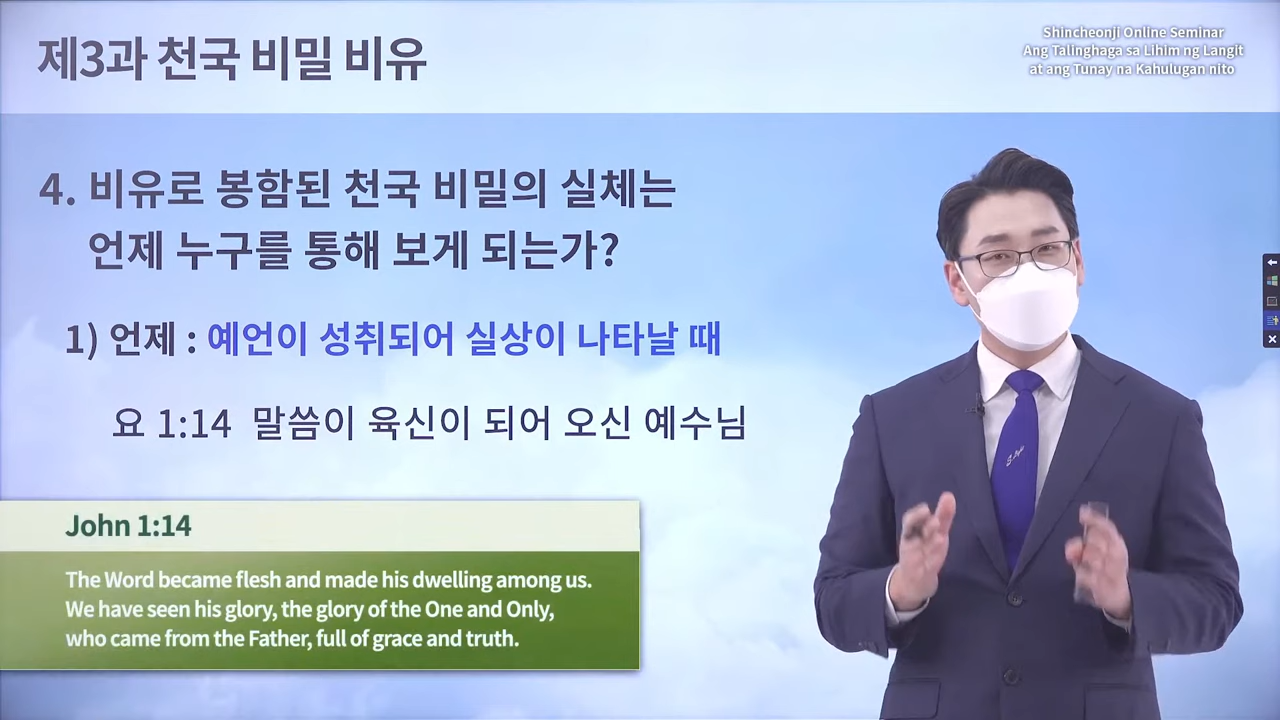 제3과 천국 비밀 비유
Shincheonji Online Seminar
Ang Talinghaga sa Lihim ng Langit
at ang Tunay na Kahulugan nito
4. 비유로 봉함된 천국 비밀의 실체는
언제 누구를 통해 보게 되는가?
1) 언제 : 예언이 성취되어 실상이 나타날 때
요 1:14 말씀이 육신이 되어 오신 예수님
John 1:14
The Word became flesh and made his dwelling among us.
We have seen his glory, the glory of the One and Only,
who came from the Father, full of grace and truth.